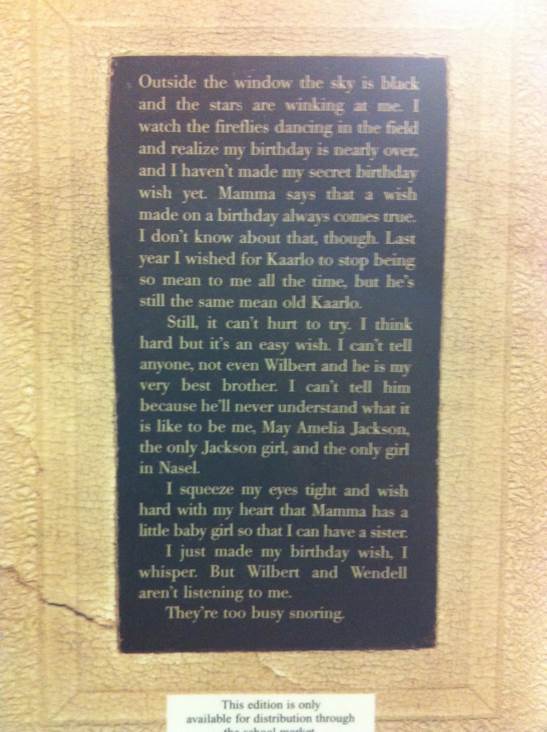 Outside the window the sky is black
and the stars are winking at me. I
watch the fireflies dancing in the field
and realize my birthday is nearly over,
and I haven't made my secret birthday
wish yet. Mamma says that a wish
made on a birthday always comes true.
I don't know about that, though. Last
year I wished for Kaarlo to stop being
so mean to me all the time, but he's
still the same mean old Kaarlo.
Still, it can't hurt to try. I think
hard but it's an easy wish. I can't tell
anyone, not even Wilbert and he is my
very best brother. I can't tell him
because he'll never understand what it
is like to be me, May Amelia Jackson,
the only Jackson girl, and the only girl
in Nasel.
I squeeze my eyes tight and wish
hard with my heart that Mamma has a
little baby girl so that I can have a sister.
I just made my birthday wish, I
whisper. But Wilbert and Wendell
aren't listening to me.
They're too busy snoring.
This edition is only
available for distribution through
the school market